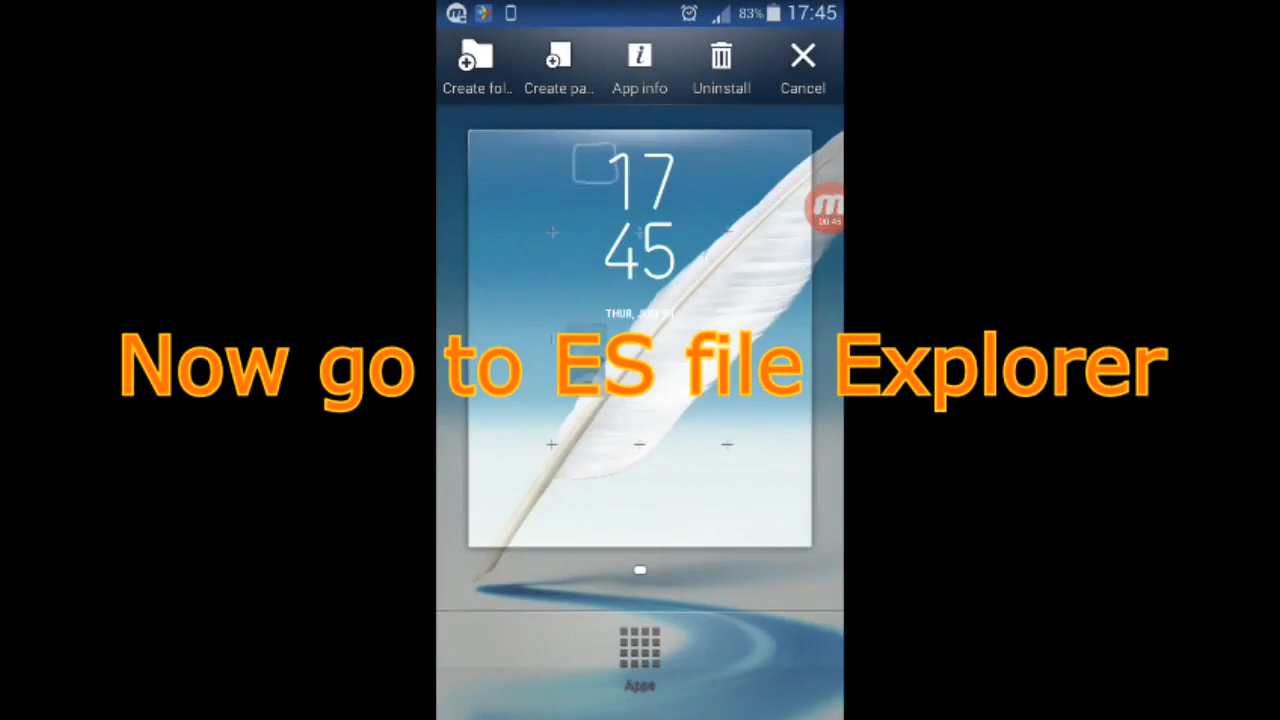 83% 17:45
Create fol.. Create pa.. App info Uninstall Cancel
17
45
THUR,
Now go to ES file Explorer
Apps